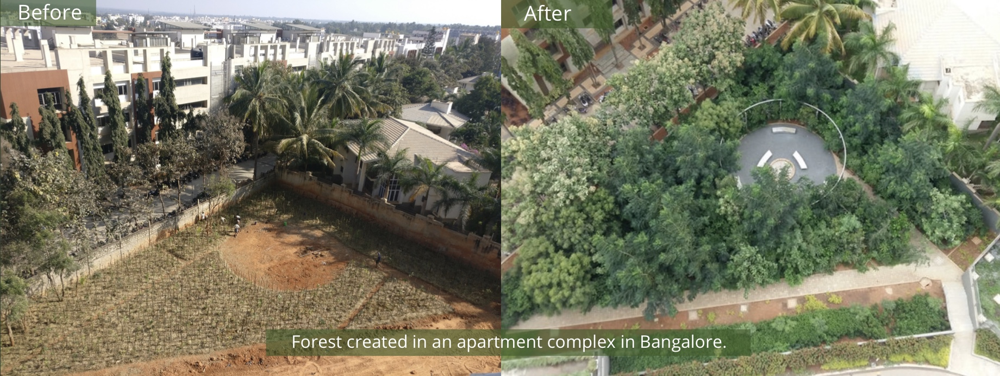 Before
After
Forest created in an apartment complex in Bangalore.